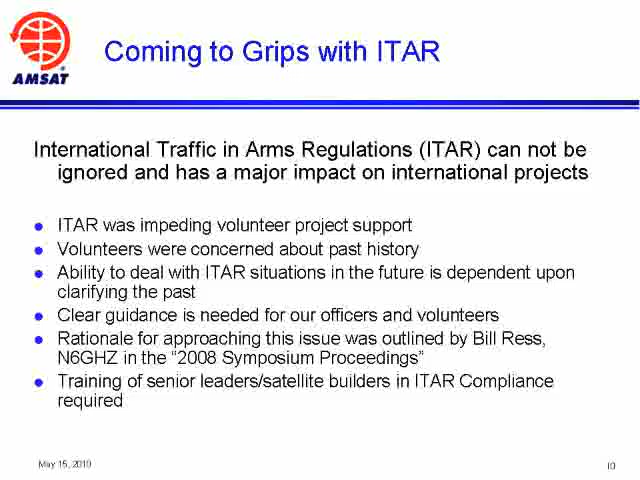 AMSAT
Coming to Grips with ITAR
International Traffic in Arms Regulations (ITAR) can not be
ignored and has a major impact on international projects
ITAR was impeding volunteer project support
Volunteers were concerned about past history
Ability to deal with ITAR situations in the future is dependent upon
clarifying the past
Clear guidance is needed for our officers and volunteers
Rationale for approaching this issue was outlined by Bill Ress,
N6GHZ in the “2008 Symposium Proceedings”
Training of senior leaders/satellite builders in ITAR Compliance
required
May 15, 2010
10